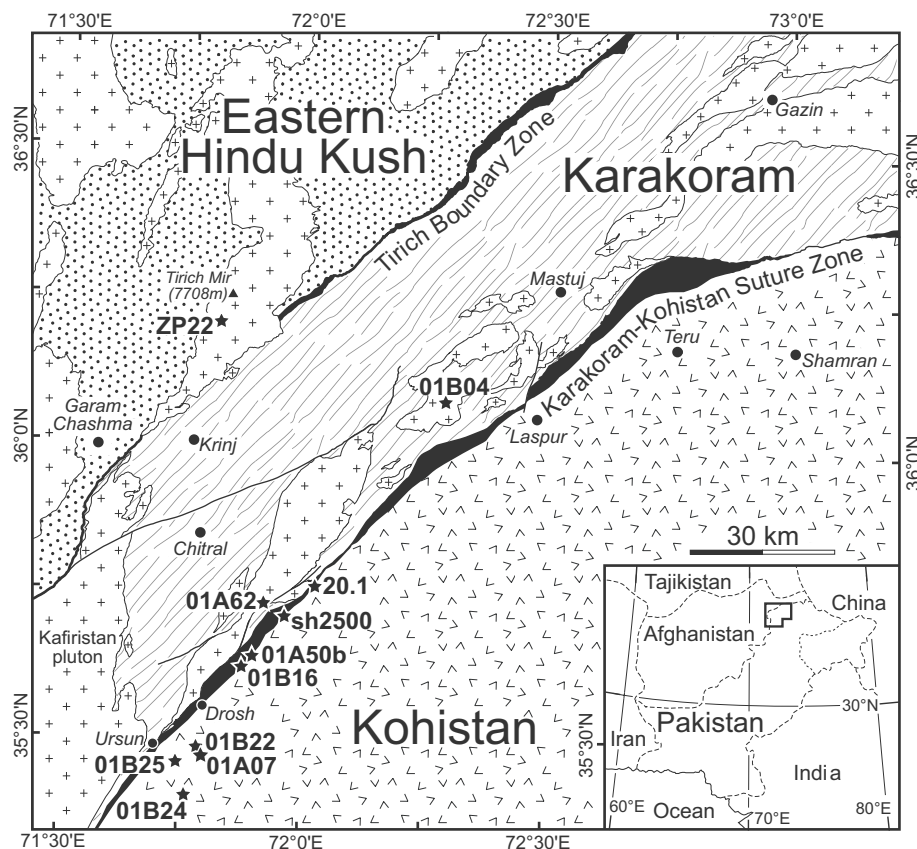 71°30'E
72°0'E
72°30'E
73°0'E
36°30'N
36°30'N
Eastern
Hindu Kush
Gazin
Karakoram
Tirich Boundary Zone
Tirich Mir
(7708m)
Mastuj
Karakoram-Kohistan Suture Zone
ZP22
Teru
Shamran
01B04
Garam
Chashma
Krinj
Laspur
36°0'N
36°0'N
Chitral
30 km
20.1
01A62
sh2500
Kafiristan
pluton
01A50b
01B16
Drosh
Kohistan
Ursun
01B22
01B25
01A07
01B24
35°30'N
35°30'N
Tajikistan
China
Afghanistan
30°N
Pakistan
Iran
India
60°E
Ocean
70°E
80°E
71°30'E
72°0'E
72°30'E